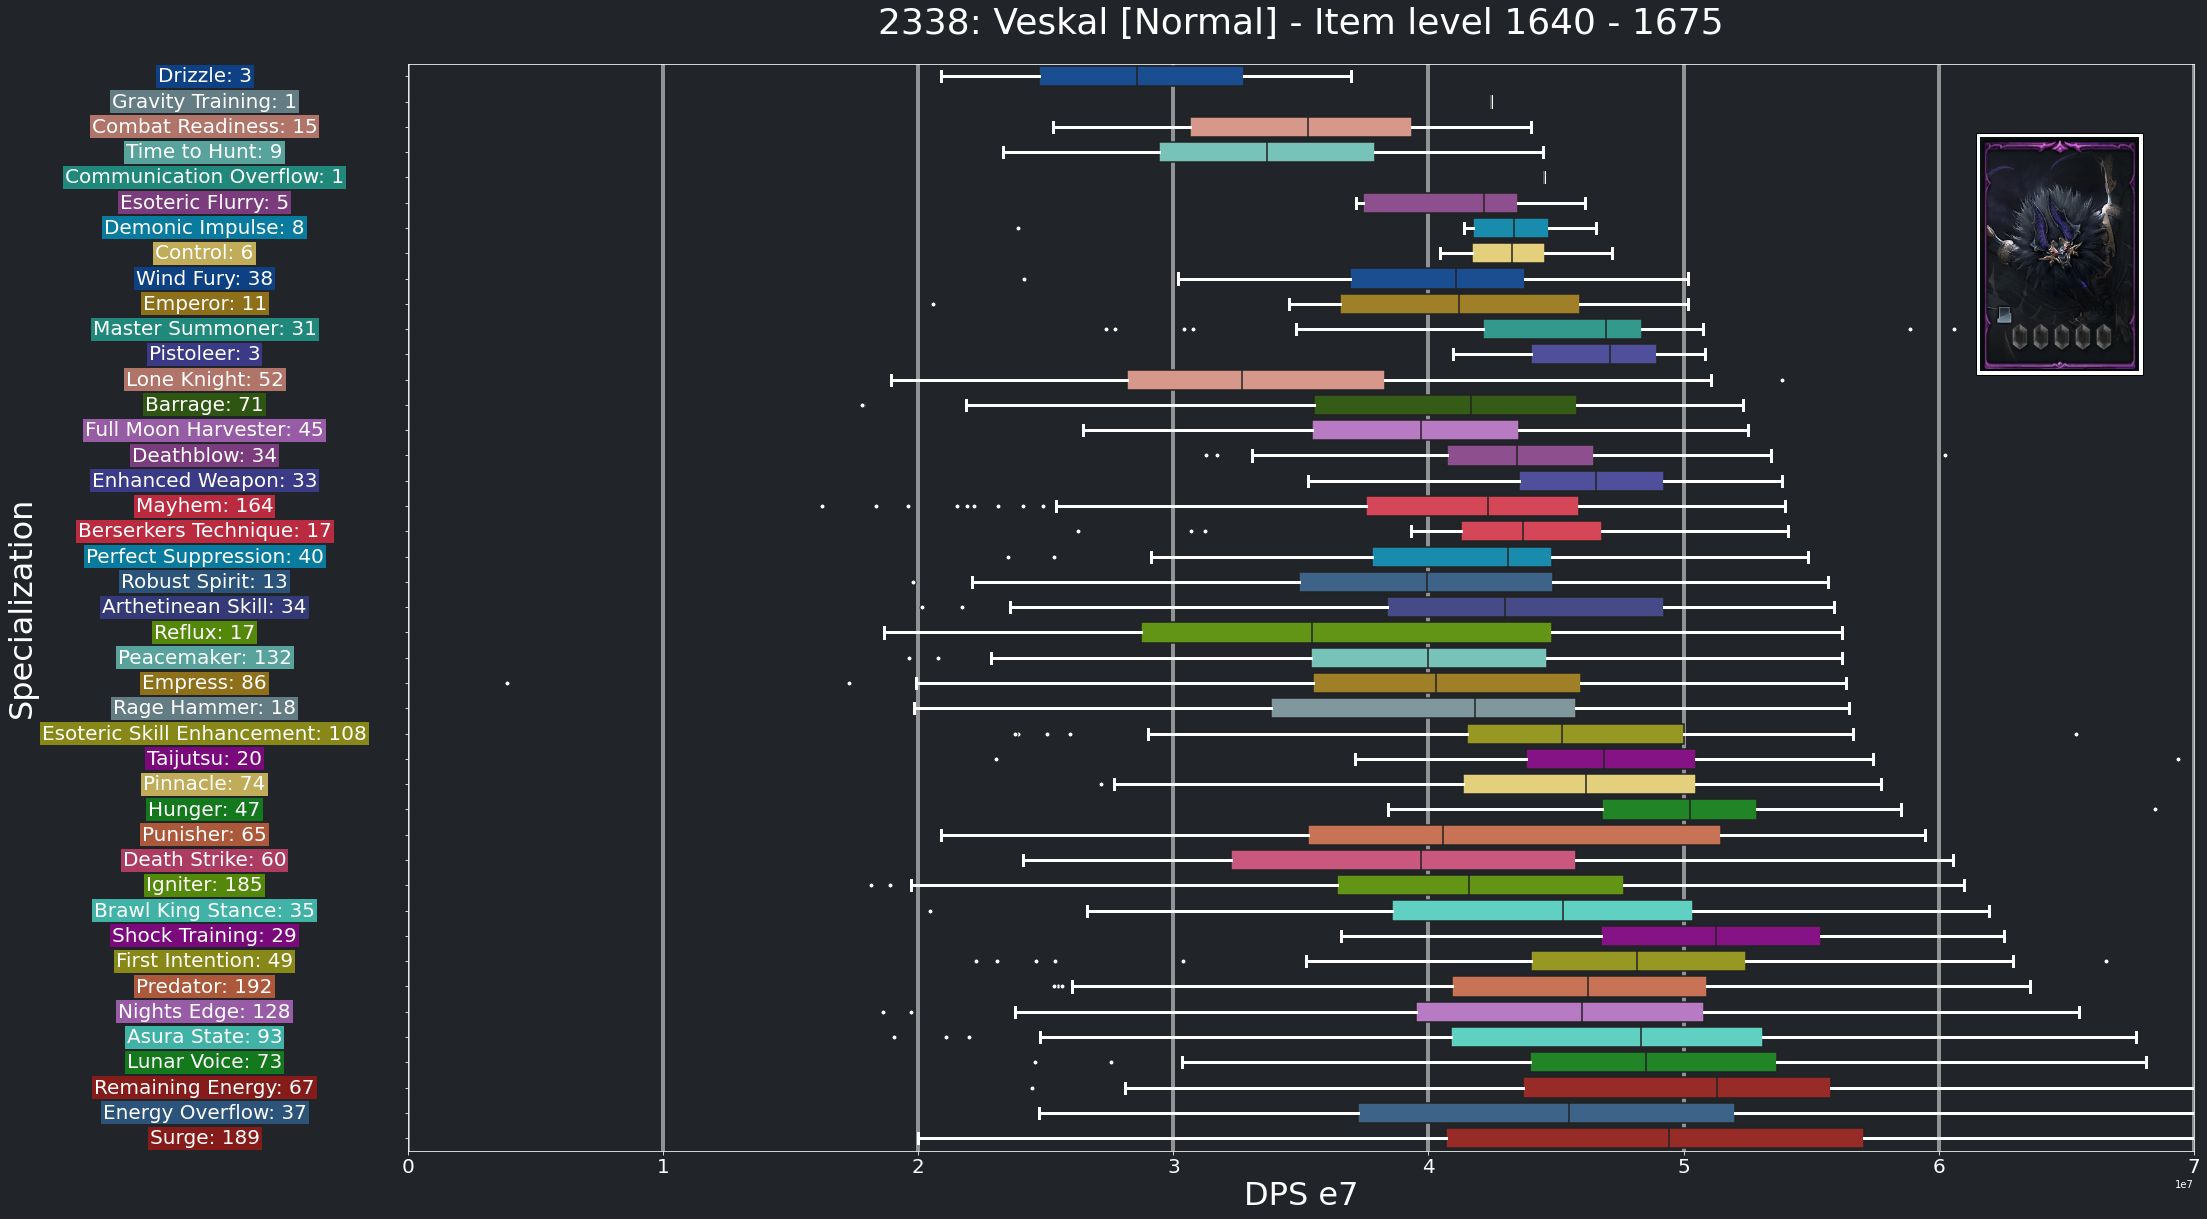 2338: Veskal [Normal] - Item level 1640 - 1675
Specialization
Drizzle: 3
Gravity Training: 1
Combat Readiness: 15
Time to Hunt: 9
Communication Overflow: 1
Esoteric Flurry: 5
Demonic Impulse: 8
Control: 6
Wind Fury: 38
Emperor: 11
Master Summoner: 31
Pistoleer: 3
Lone Knight: 52
Barrage: 71
Full Moon Harvester: 45
Deathblow: 34
Enhanced Weapon: 33
Mayhem: 164
Berserkers Technique: 17
Perfect Suppression: 40
Robust Spirit: 13
Arthetinean Skill: 34
Reflux: 17
Peacemaker: 132
Empress: 86
Rage Hammer: 18
Esoteric Skill Enhancement: 108
Taijutsu: 20
Pinnacle: 74
Hunger: 47
Punisher: 65
Death Strike: 60
Igniter: 185
Brawl King Stance: 35
Shock Training: 29
First Intention: 49
Predator: 192
Nights Edge: 128
Asura State: 93
Lunar Voice: 73
Remaining Energy: 67
Energy Overflow: 37
Surge: 189
0 1 2 3 4 5 6 7
1e7
DPS e7